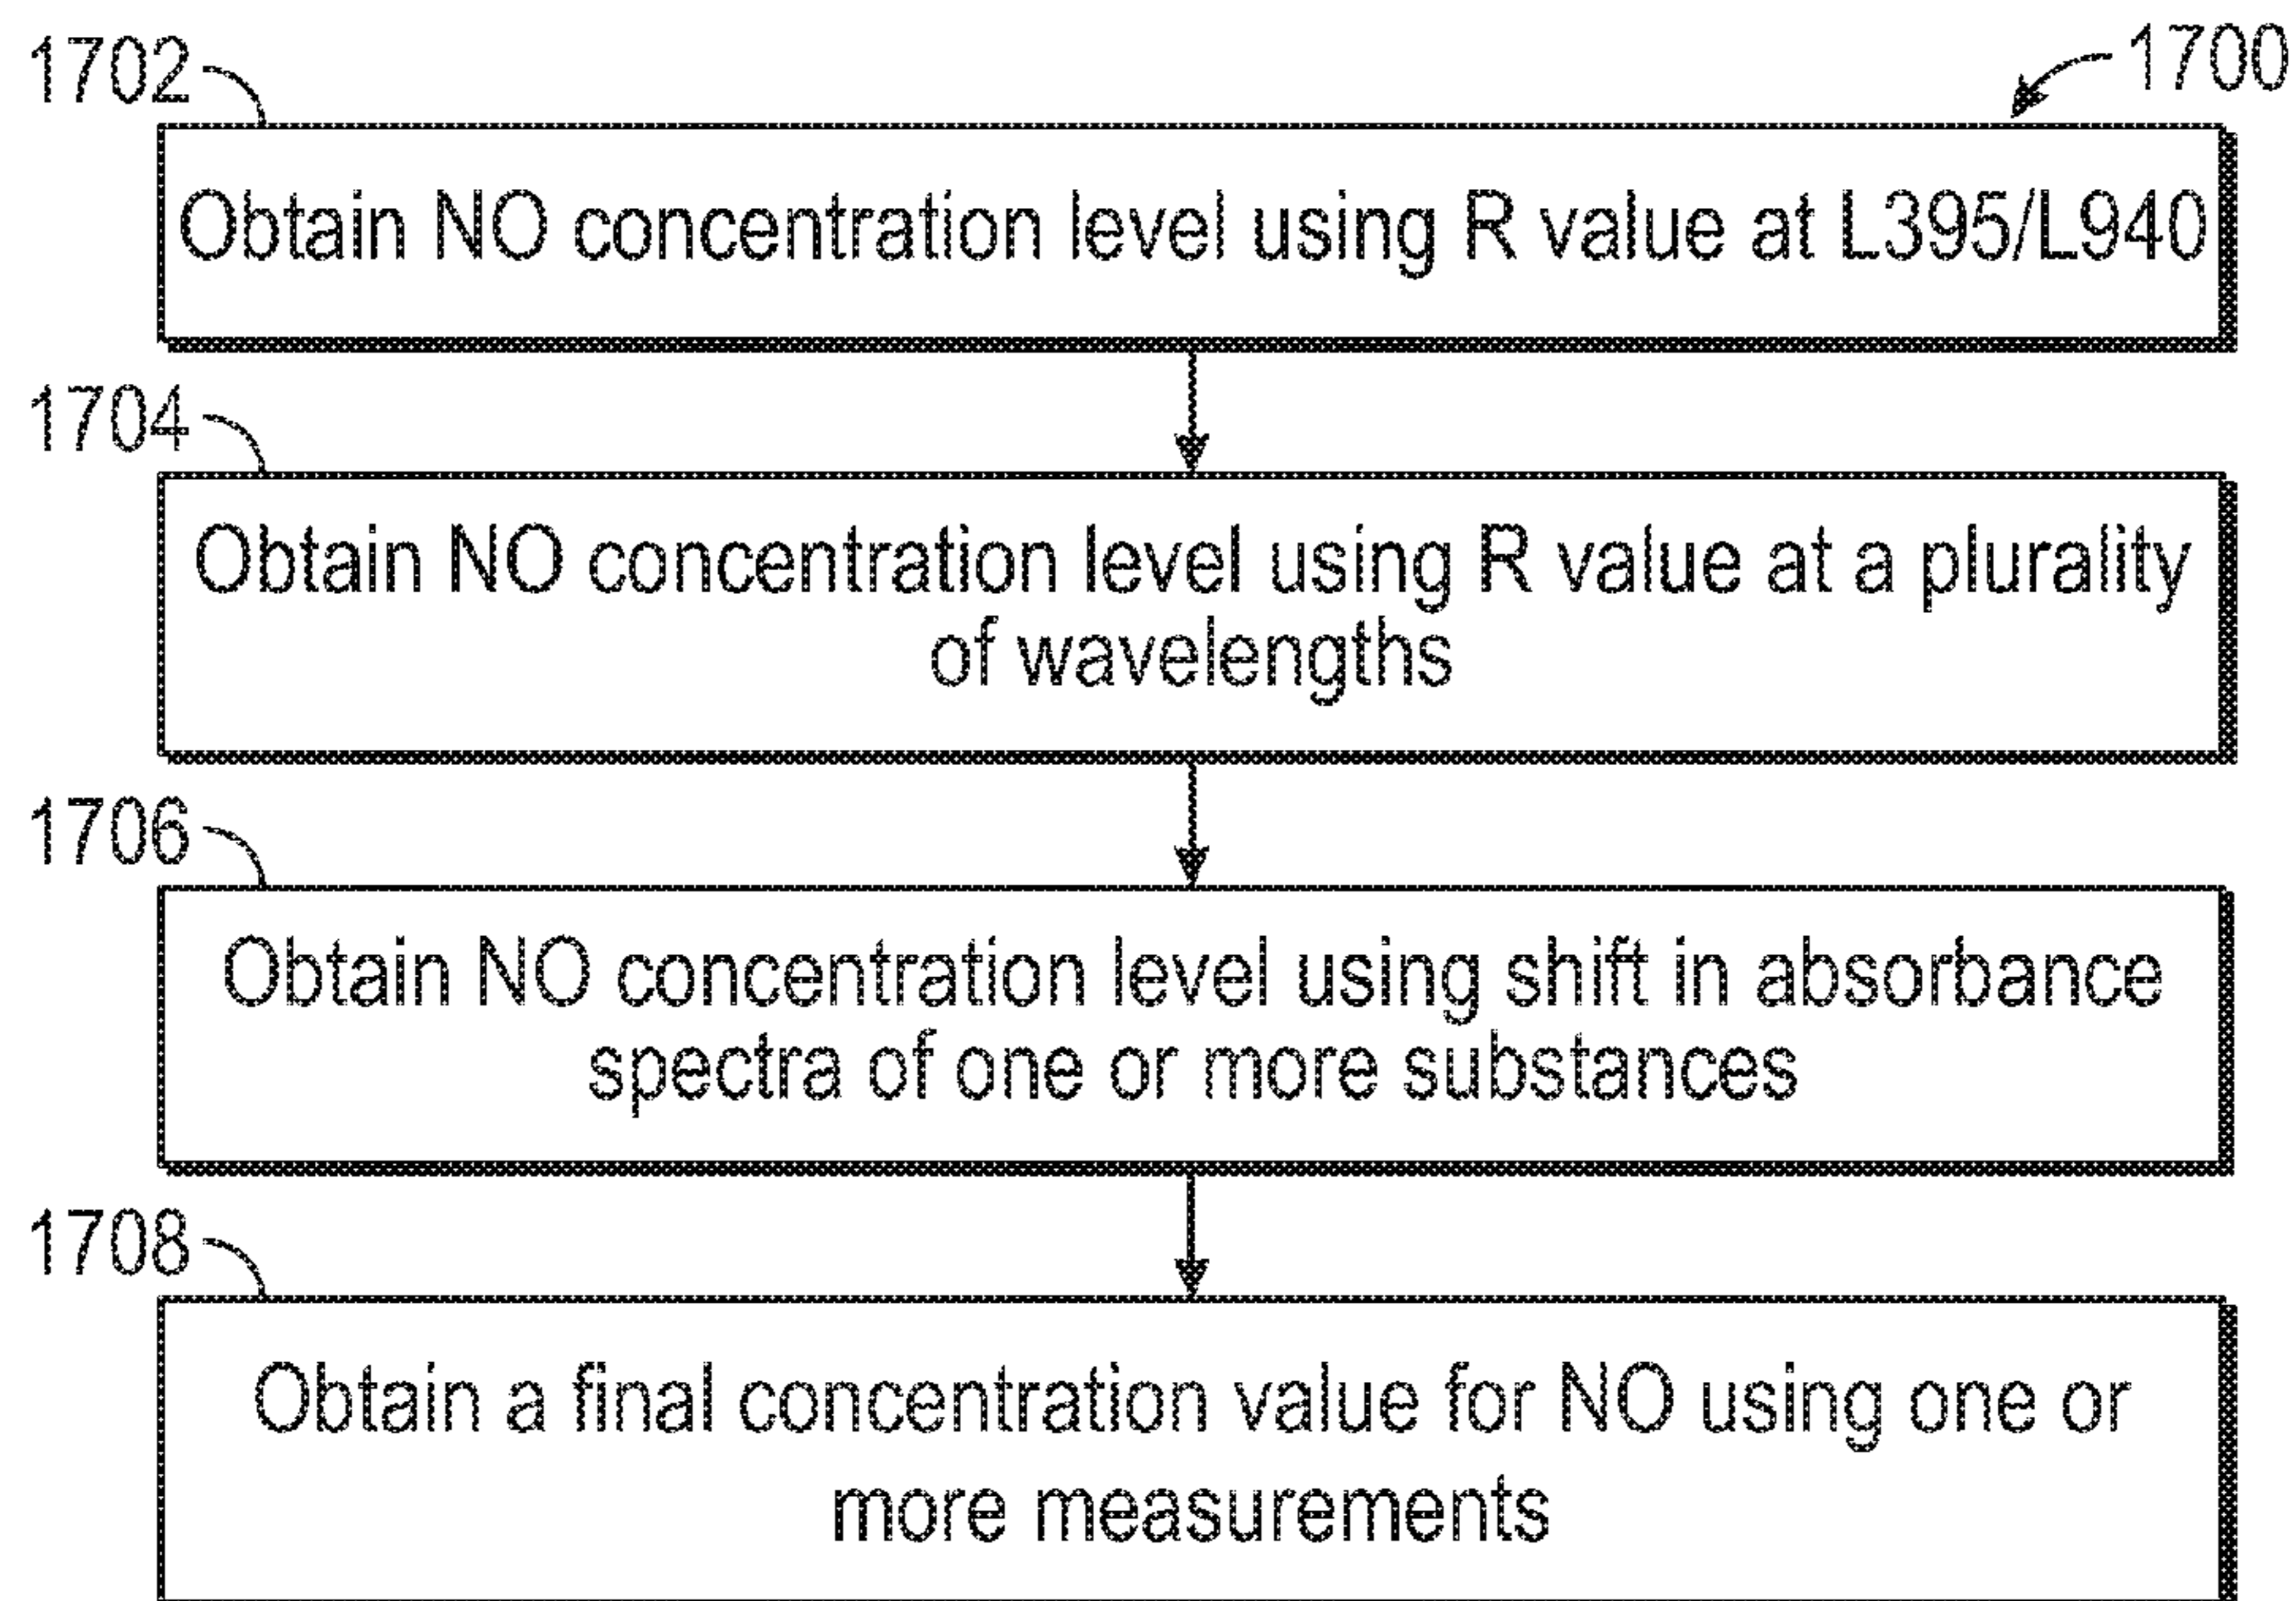 1702
1700
Obtain NO concentration level using R value at L395/L940
1704
Obtain NO concentration level using R value at a plurality
of wavelengths
1706
Obtain NO concentration level using shift in absorbance
spectra of one or more substances
1708
Obtain a final concentration value for NO using one or
more measurements